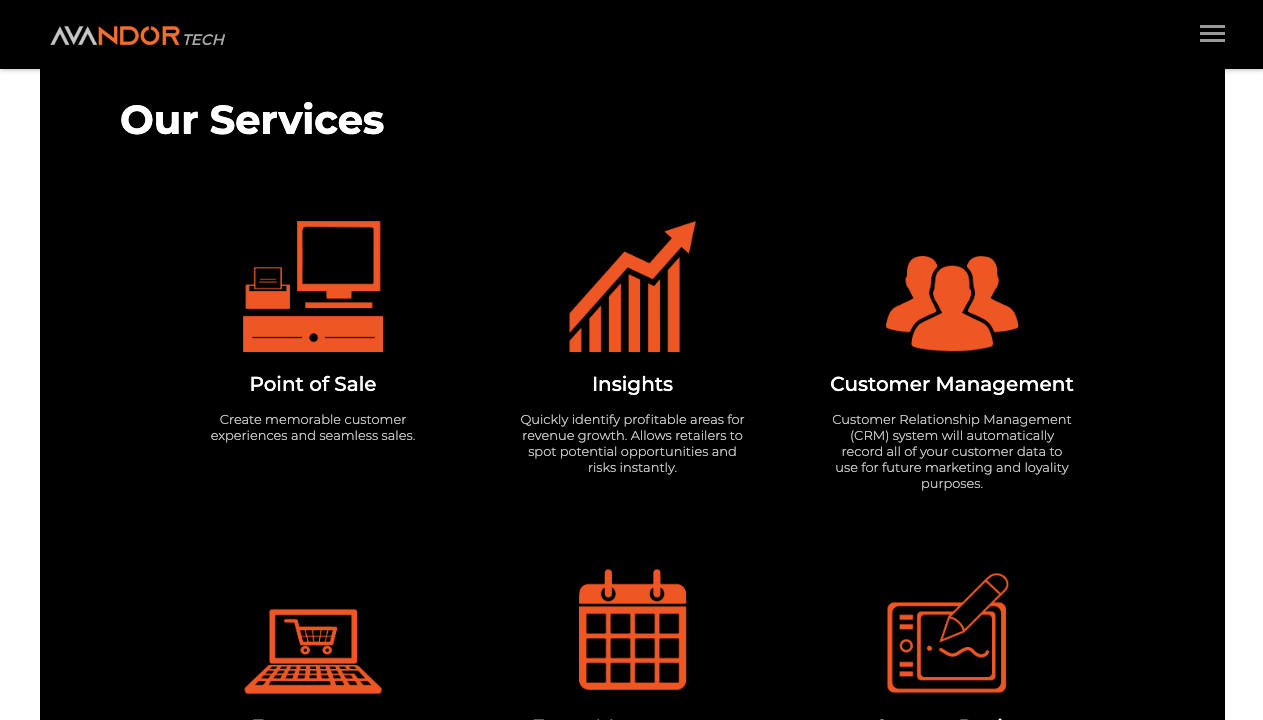 AVANDOR TECH
Our Services
Point of Sale
Create memorable customer
experiences and seamless sales.
Insights
Quickly identify profitable areas for
revenue growth. Allows retailers to
spot potential opportunities and
risks instantly.
Customer Management
Customer Relationship Management
(CRM) system will automatically
record all of your customer data to
use for future marketing and loyality
purposes.